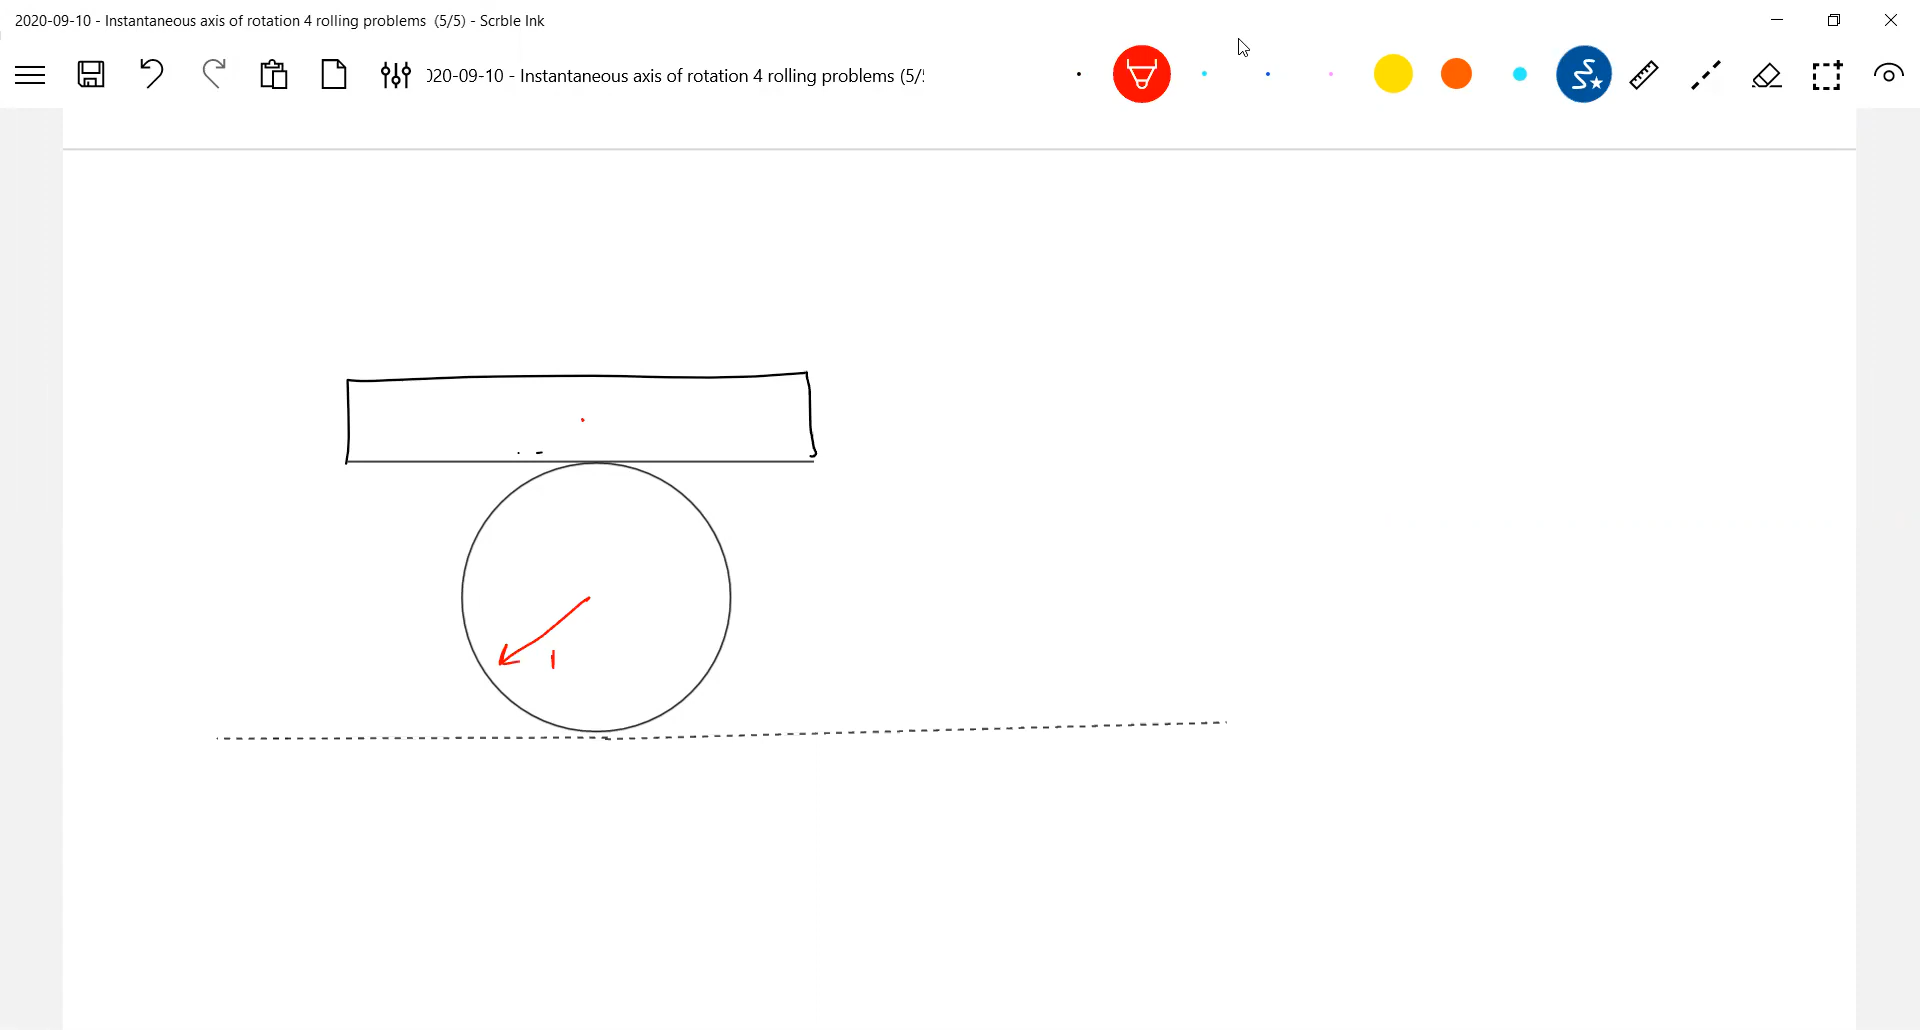 2020-09-10 - Instantaneous axis of rotation 4 rolling problems (5/5) - Scrble Ink
020-09-10 - Instantaneous axis of rotation 4 rolling problems (5/